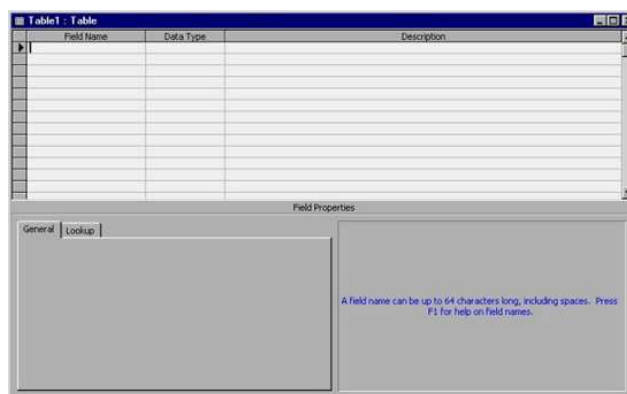 Table1 : Table
Field Name Data Type Description
Field Properties
General Lookup
A field name can be up to 64 characters long, including spaces. Press
F1 for help on field names.